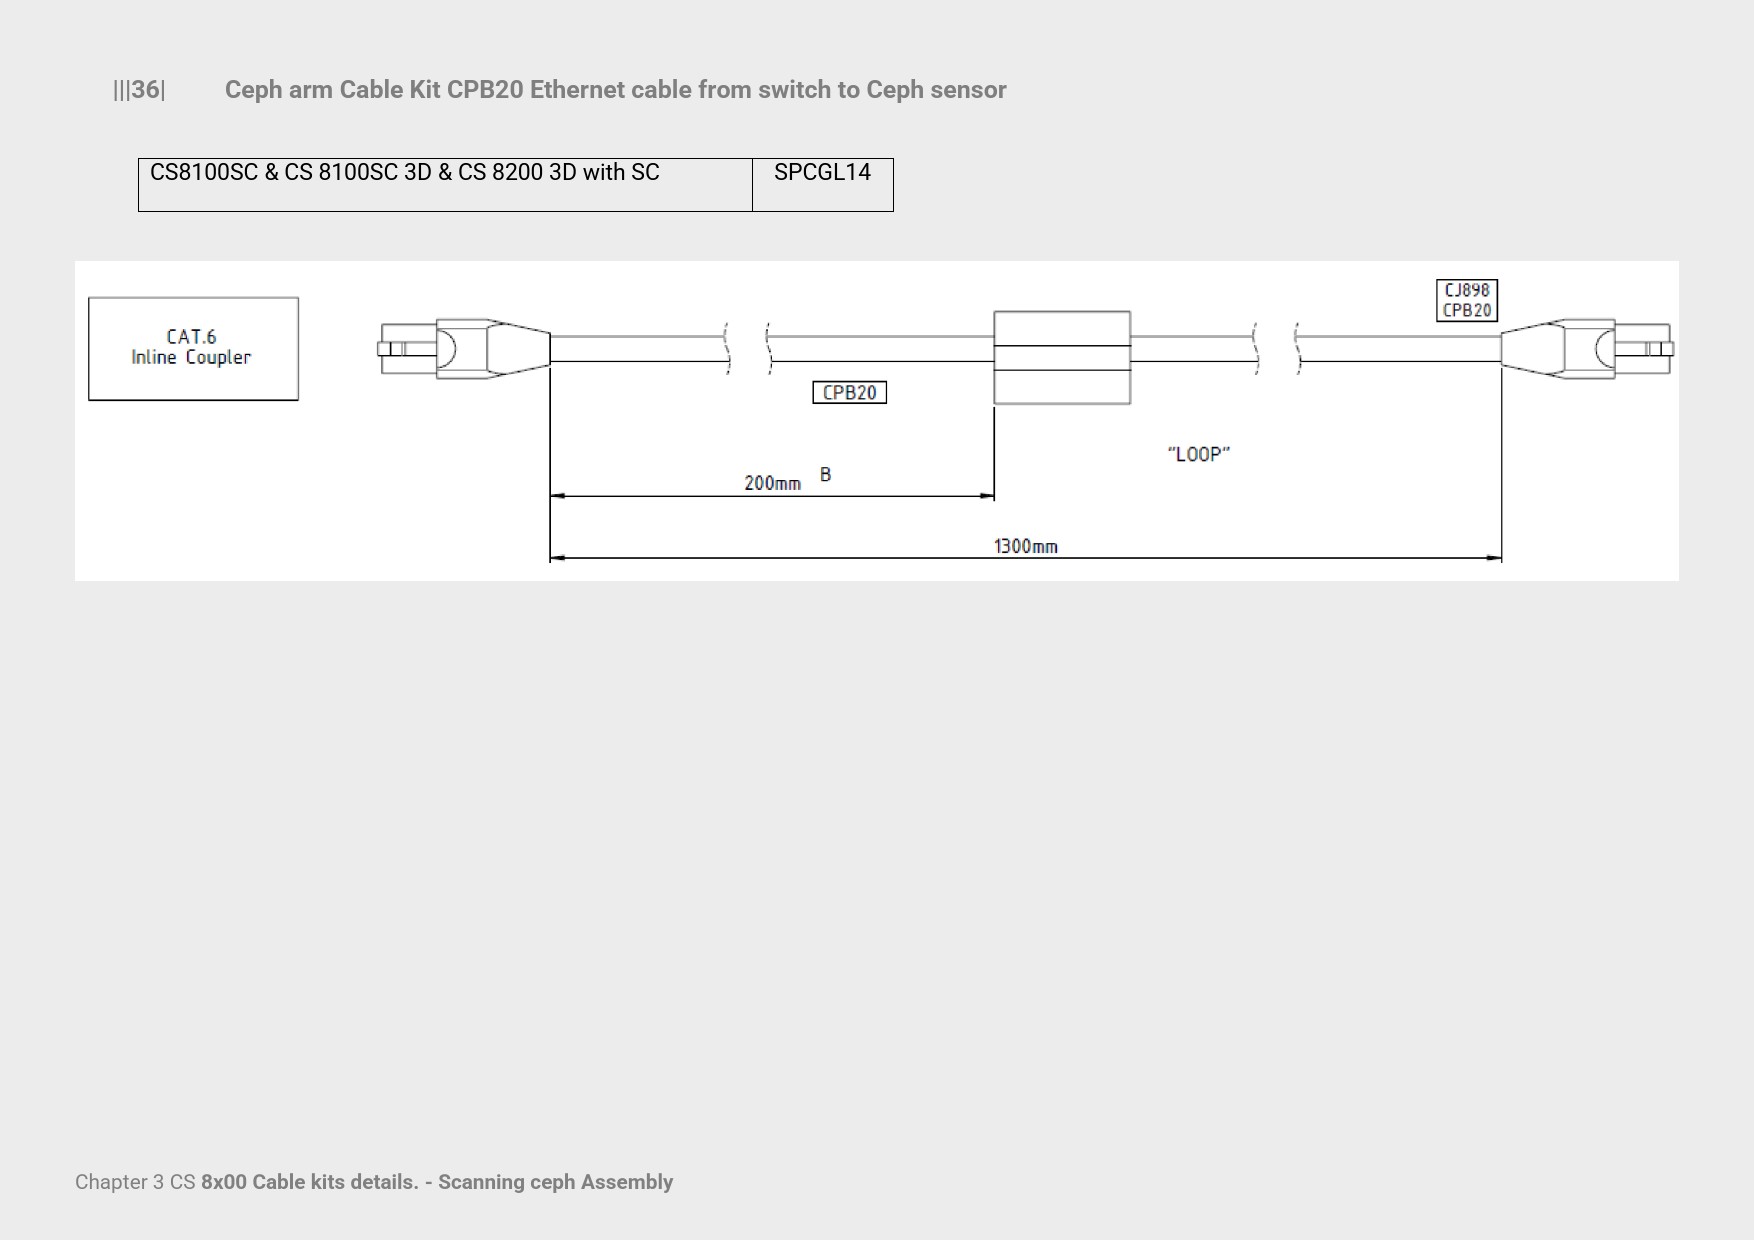 |||36| Ceph arm Cable Kit CPB20 Ethernet cable from switch to Ceph sensor
CS8100SC & CS 8100SC 3D & CS 8200 3D with SC SPCGL14
CJ898
CPB20
CAT.6
Inline Coupler
CPB20
“LOOP”
200mm B
1300mm
Chapter 3 CS 8x00 Cable kits details. - Scanning ceph Assembly